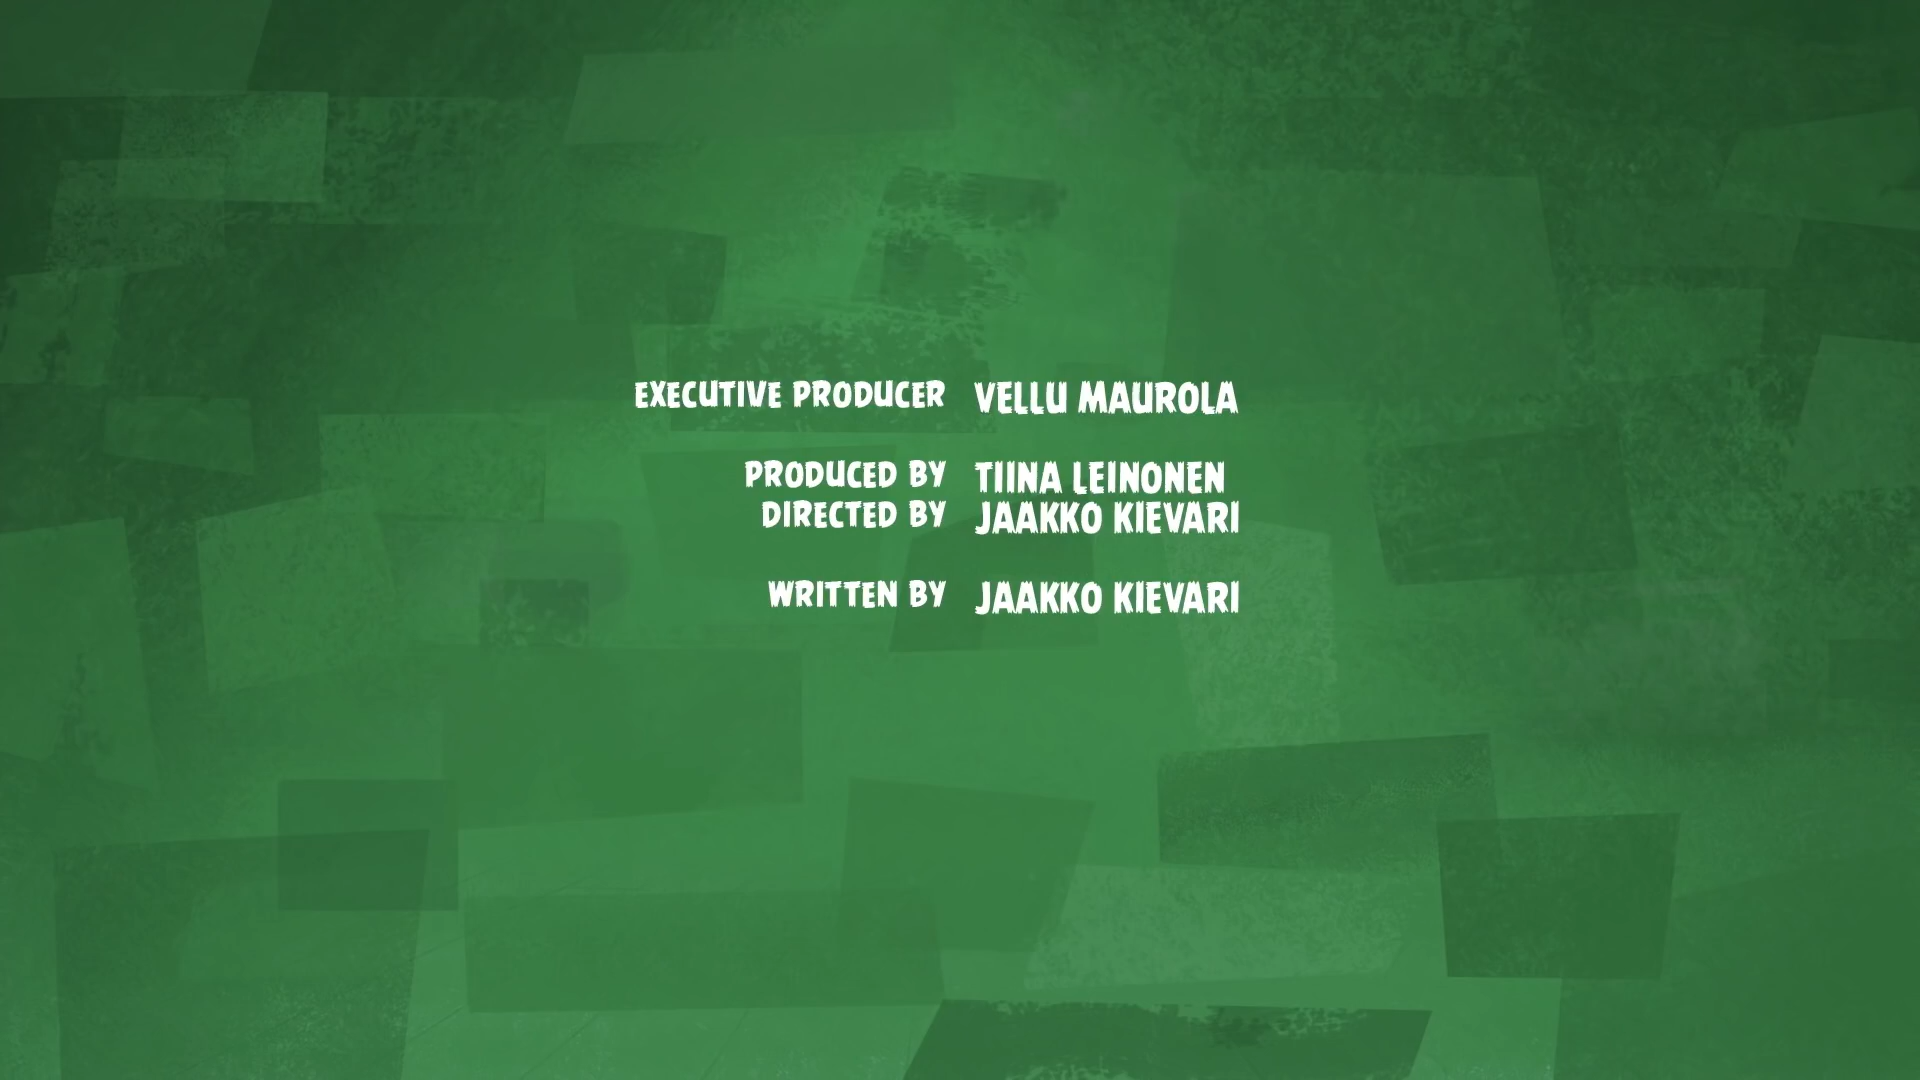 EXECUTIVE PRODUCER VELLU MAUROLA
PRODUCED BY TIINA LEINONEN
DIRECTED BY JAAKKO KIEVARI
WRITTEN BY JAAKKO KIEVARI